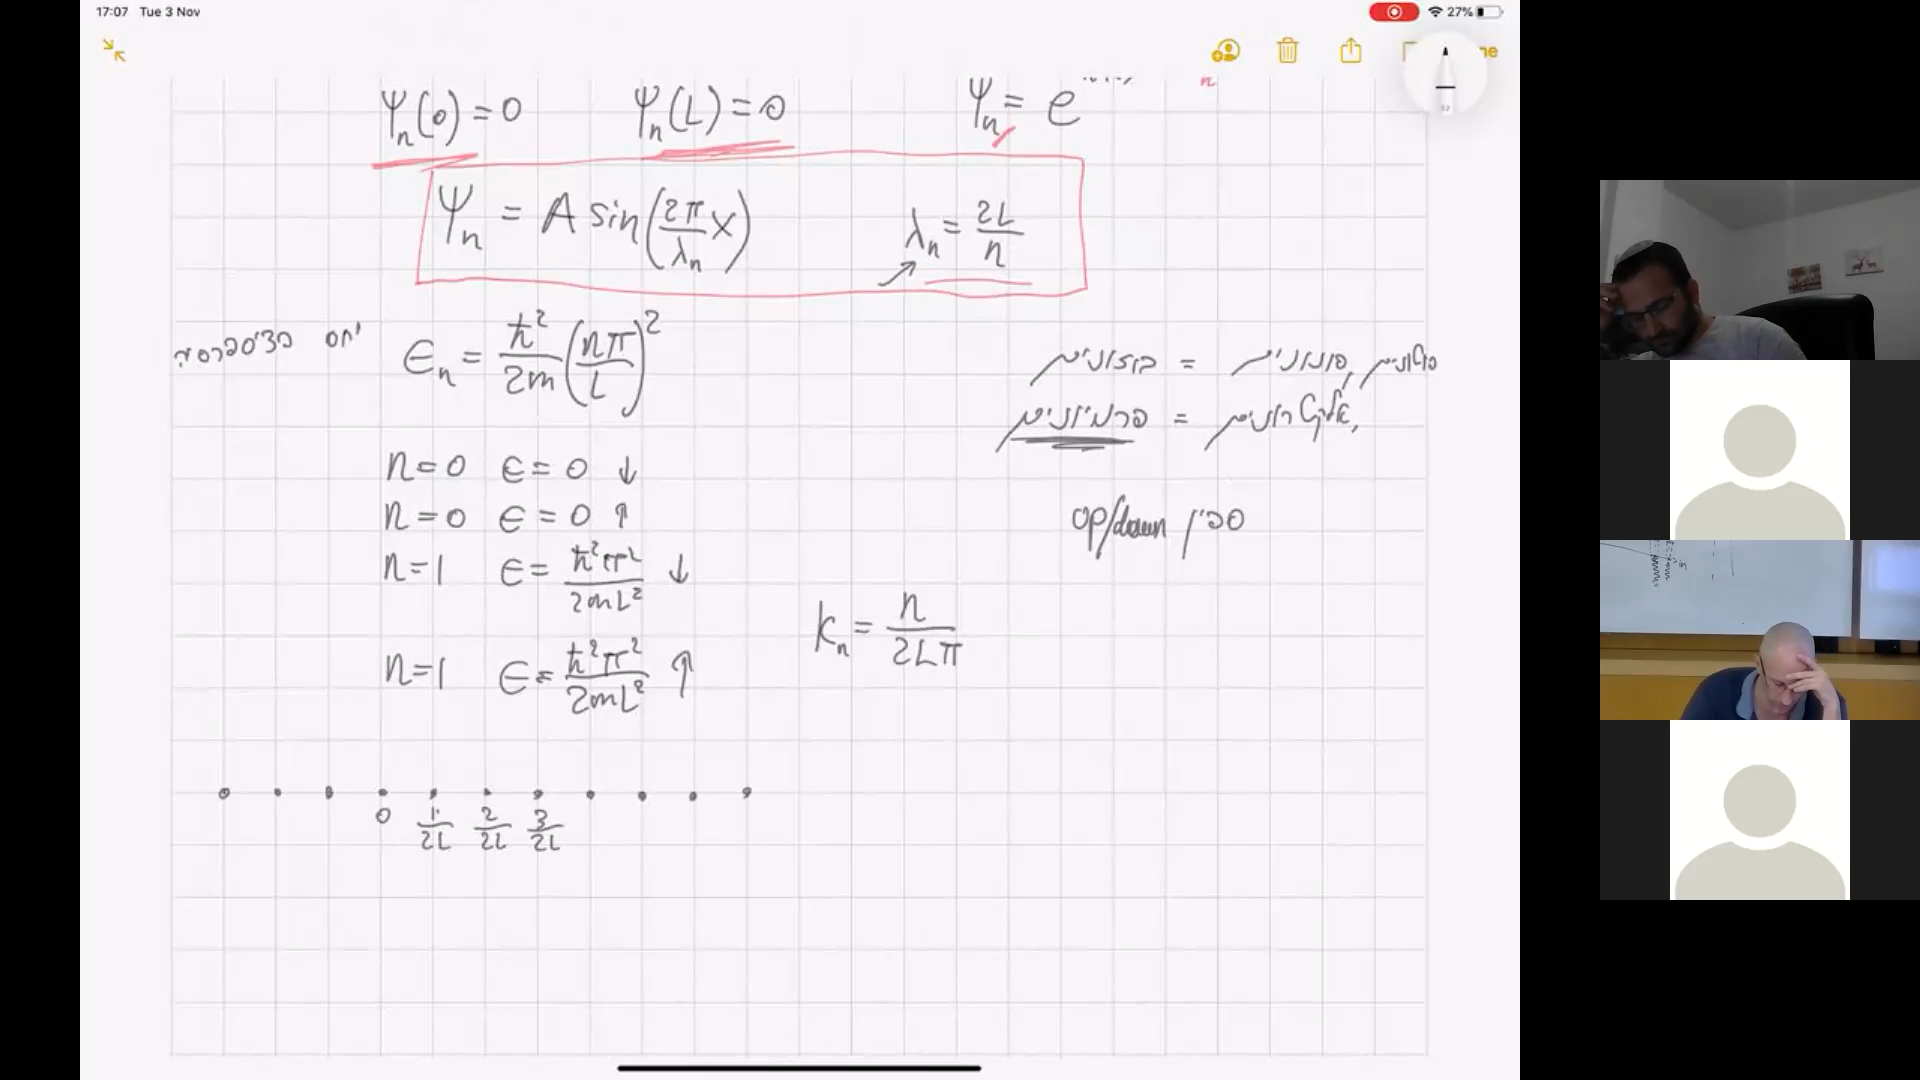 17:07 Tue 3 Nov 27%
Ψₙ(0) = 0 Ψₙ(L) = 0 Ψₙ = e
n
Ψₙ = A sin(2π/λₙ x) λₙ = 2L/n
יחס הדיספרסיה ϵₙ = ħ²/2m (nπ/L)²
בוזונים = פונונים, פוטונים
פרמיונים = אלקטרונים,
n=0 ϵ=0 ↓
n=0 ϵ=0 ↑
ספין up/down
n=1 ϵ= ħ²π²/2mL² ↓
kₙ = n/2Lπ
n=1 ϵ= ħ²π²/2mL² ↑
0 1/2L 2/2L 3/2L